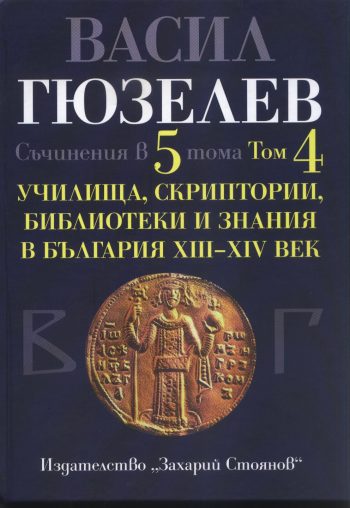 ВАСИЛ
ГЮЗЕЛЕВ
Съчинения в 5 тома Том 4
УЧИЛИЩА, СКРИПТОРИИ,
БИБЛИОТЕКИ И ЗНАНИЯ
В БЪЛГАРИЯ XIII–XIV ВЕК
В Г
Издателство „Захарий Стоянов“